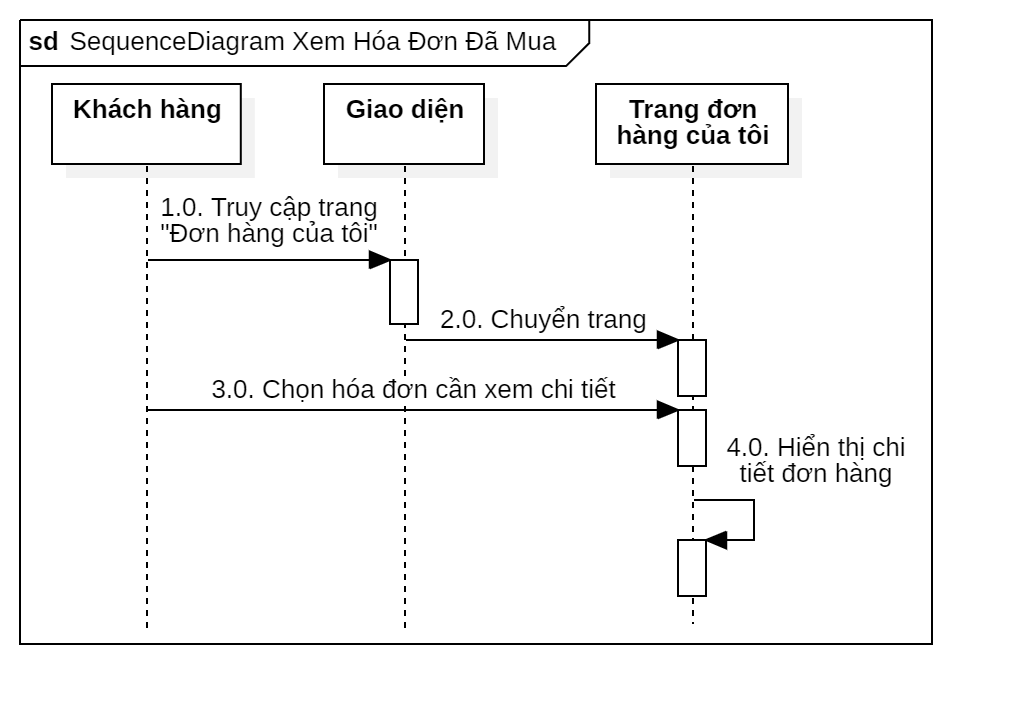 sd SequenceDiagram Xem Hóa Đơn Đã Mua
Khách hàng
Giao diện
Trang đơn
hàng của tôi
1.0. Truy cập trang
"Đơn hàng của tôi"
2.0. Chuyển trang
3.0. Chọn hóa đơn cần xem chi tiết
4.0. Hiển thị chi
tiết đơn hàng